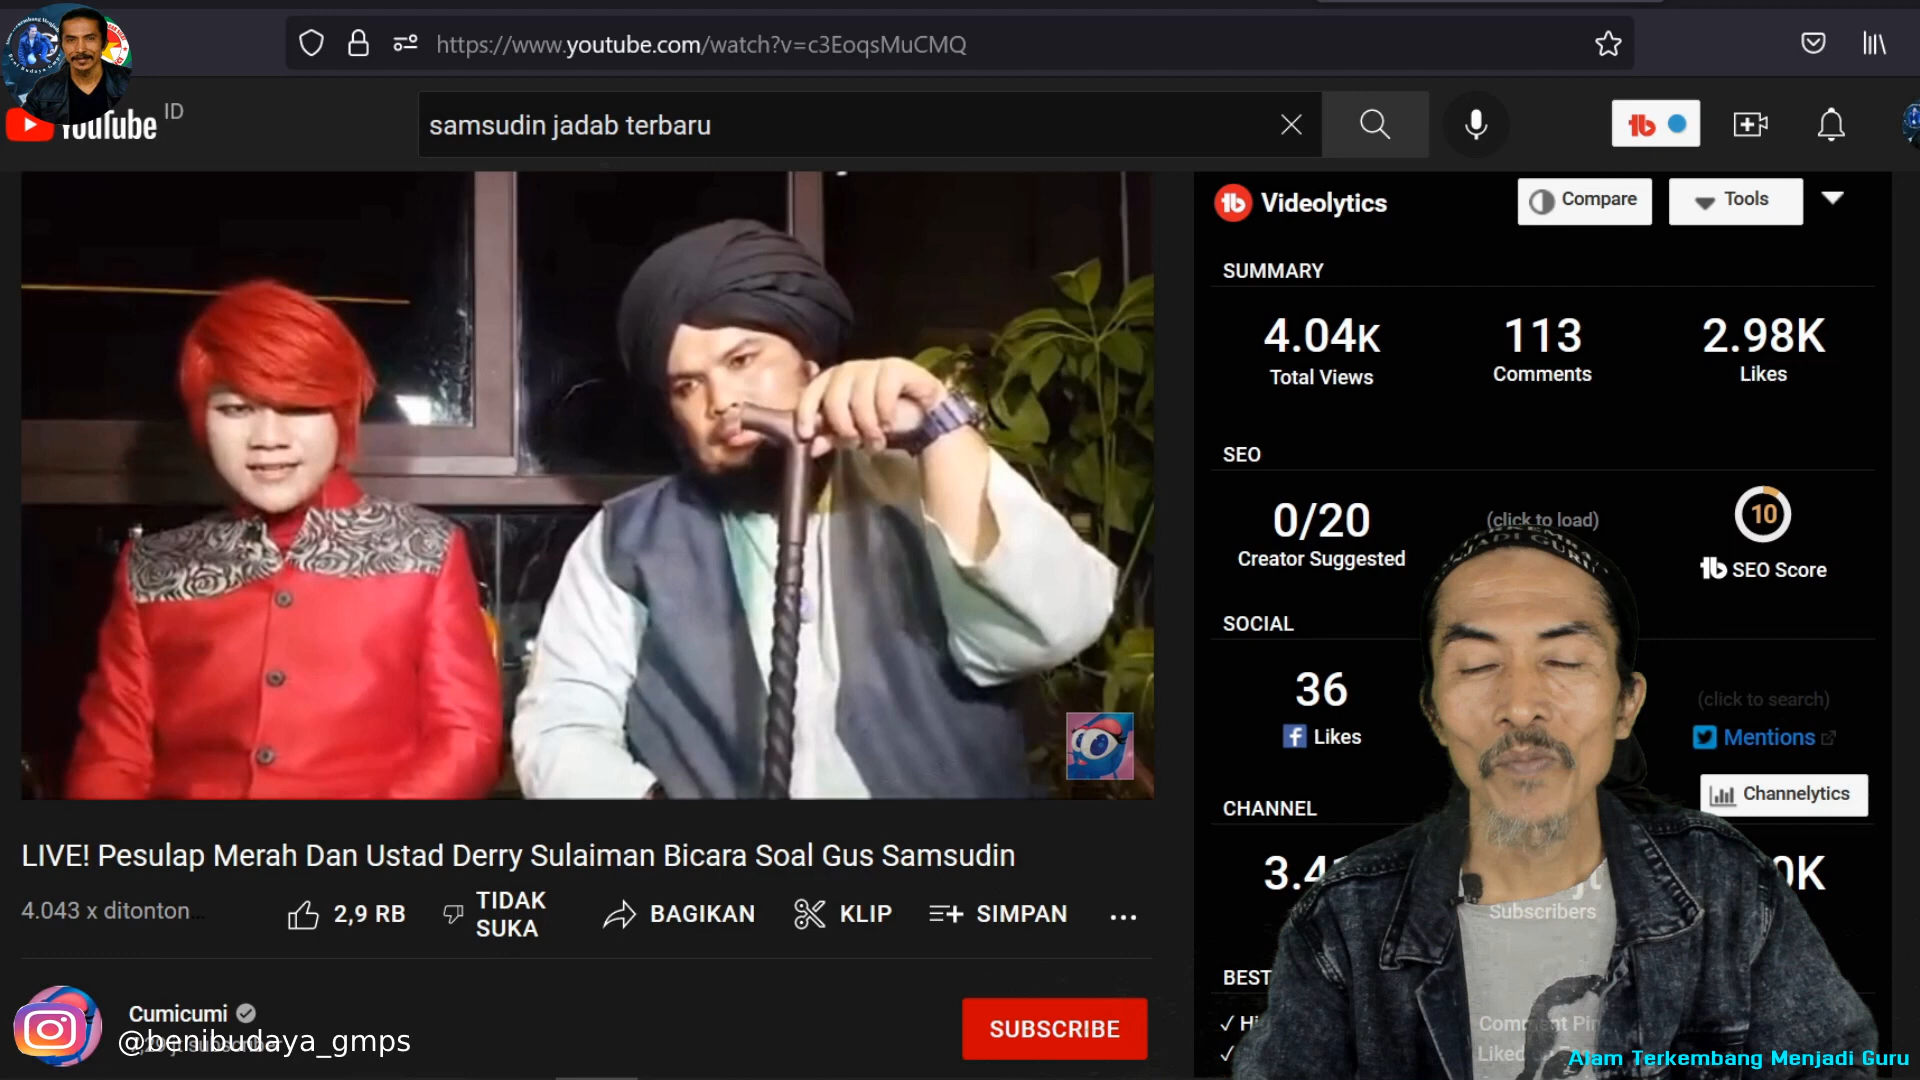 https://www.youtube.com/watch?v=c3EoqsMuCMQ
YouTube ID
samsudin jadab terbaru
Videolytics
Compare
Tools
SUMMARY
4.04K
113
2.98K
Total Views
Comments
Likes
SEO
0/20
(click to load)
10
Creator Suggested
SEO Score
SOCIAL
36
(click to search)
Likes
Mentions
Channelytics
CHANNEL
Subscribers
BEST
LIVE! Pesulap Merah Dan Ustad Derry Sulaiman Bicara Soal Gus Samsudin
4.043 x ditonton...
2,9 RB
TIDAK SUKA
BAGIKAN
KLIP
SIMPAN
Cumicumi
@benibudaya_gmps
SUBSCRIBE
Liked
Alam Terkembang Menjadi Guru